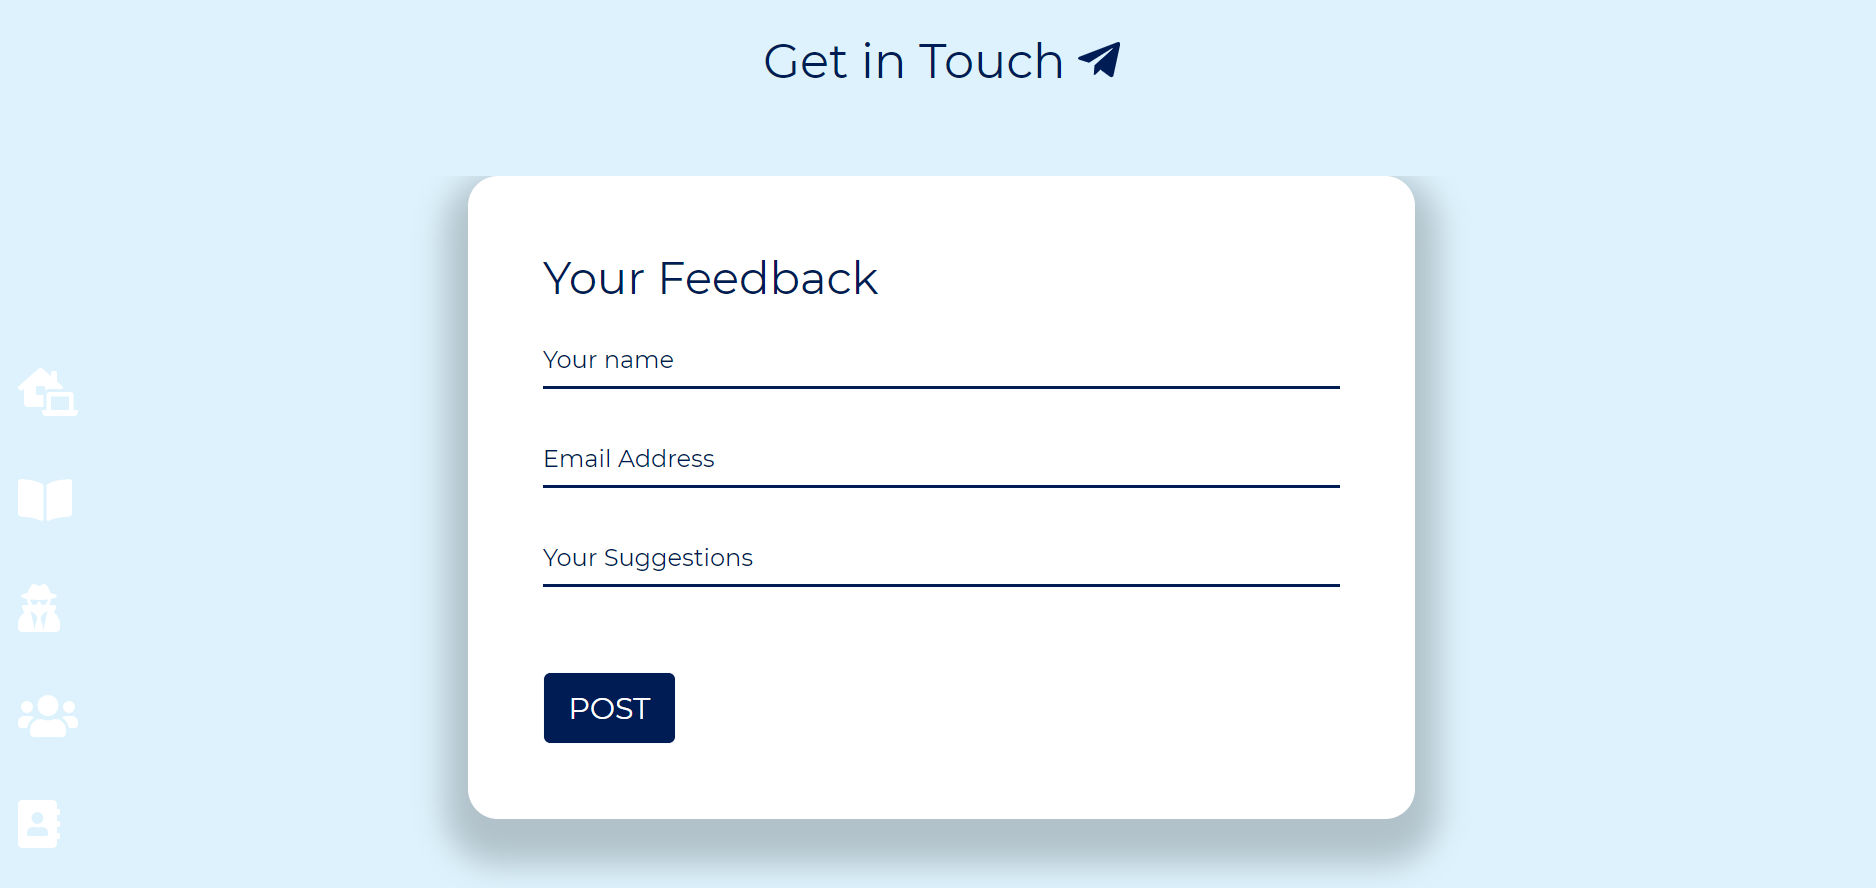 Get in Touch
Your Feedback
Your name
Email Address
Your Suggestions
POST